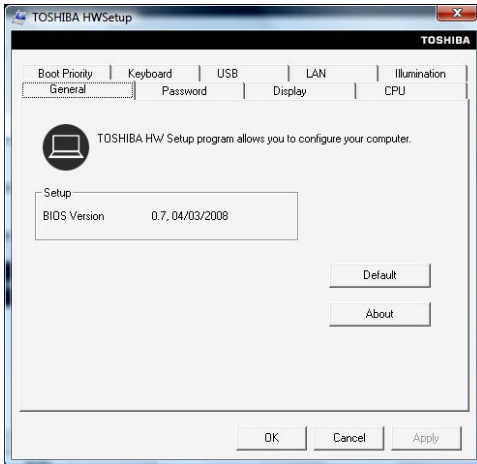 TOSHIBA HWSetup
TOSHIBA
Boot Priority Keyboard USB LAN Illumination
General Password Display CPU
TOSHIBA HW Setup program allows you to configure your computer.
Setup
BIOS Version 0.7, 04/03/2008
Default
About
OK Cancel Apply